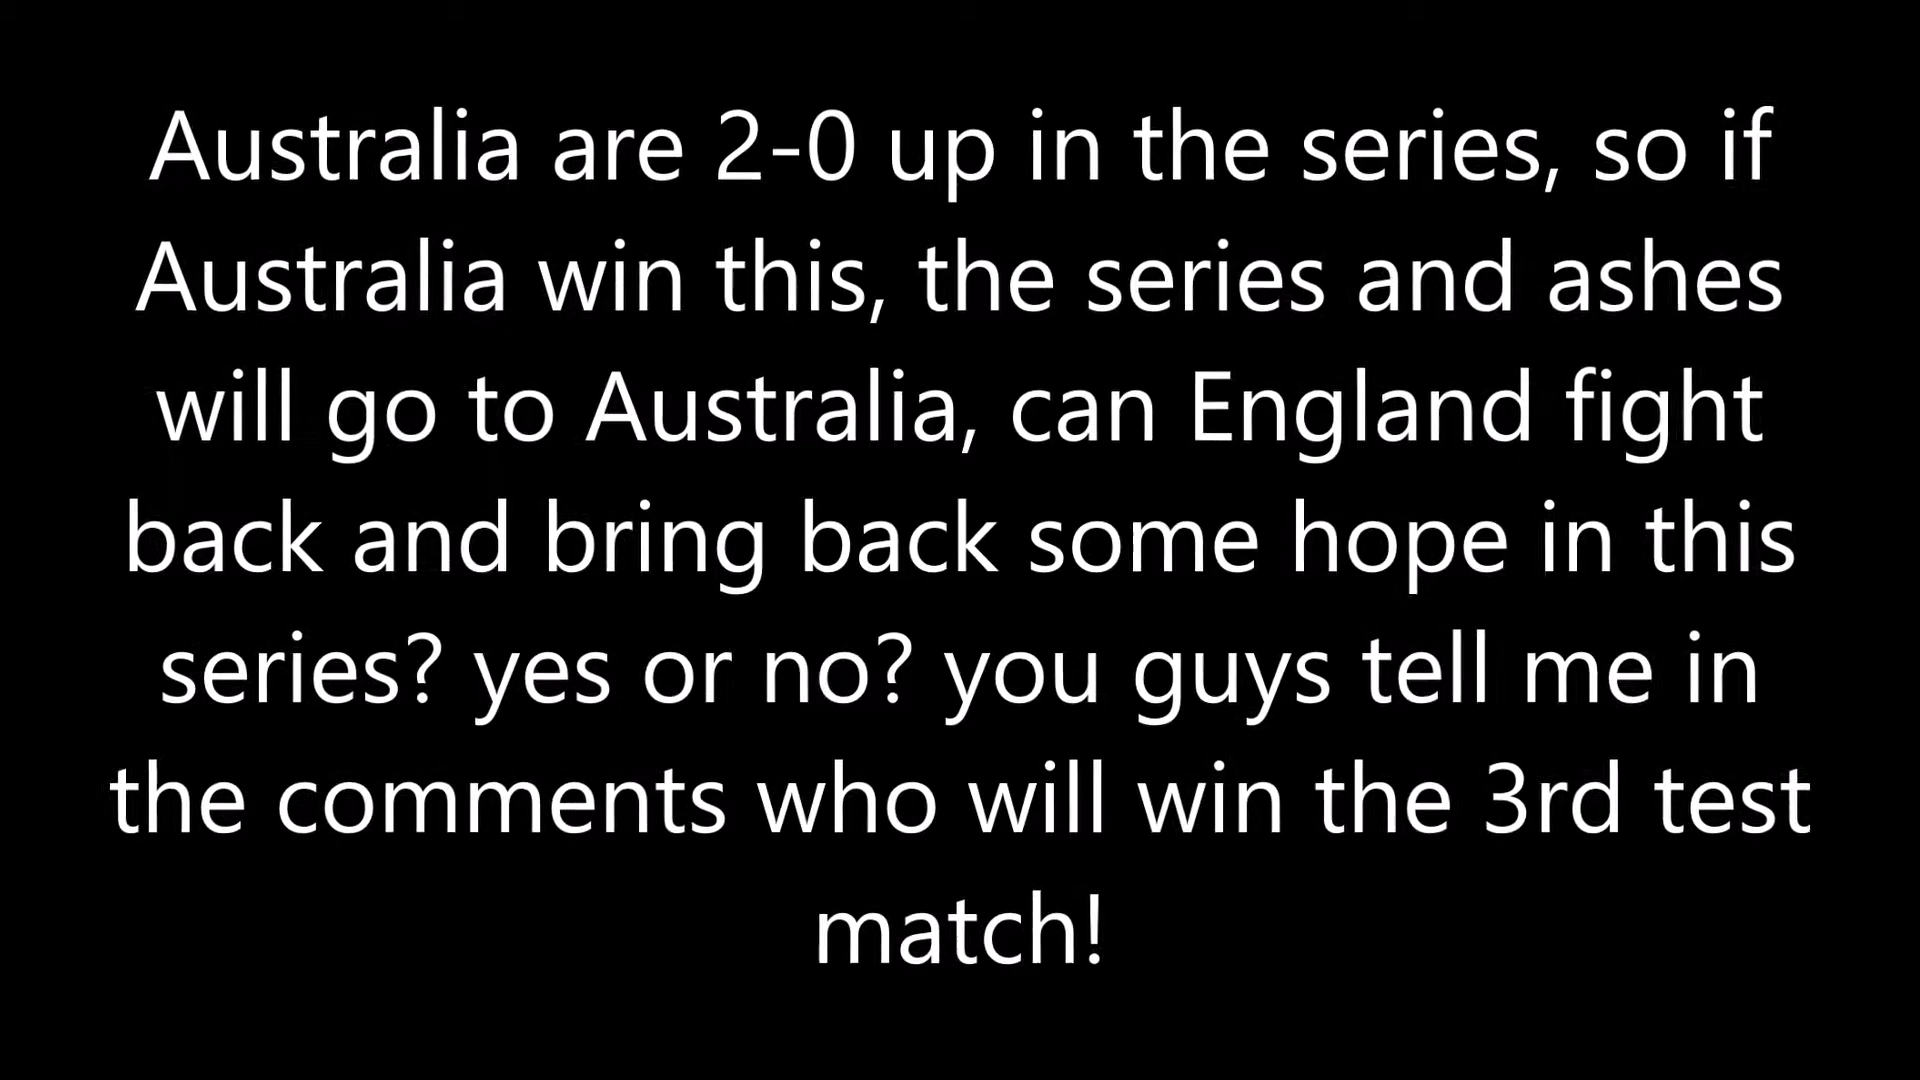 Australia are 2-0 up in the series, so if
Australia win this, the series and ashes
will go to Australia, can England fight
back and bring back some hope in this
series? yes or no? you guys tell me in
the comments who will win the 3rd test
match!